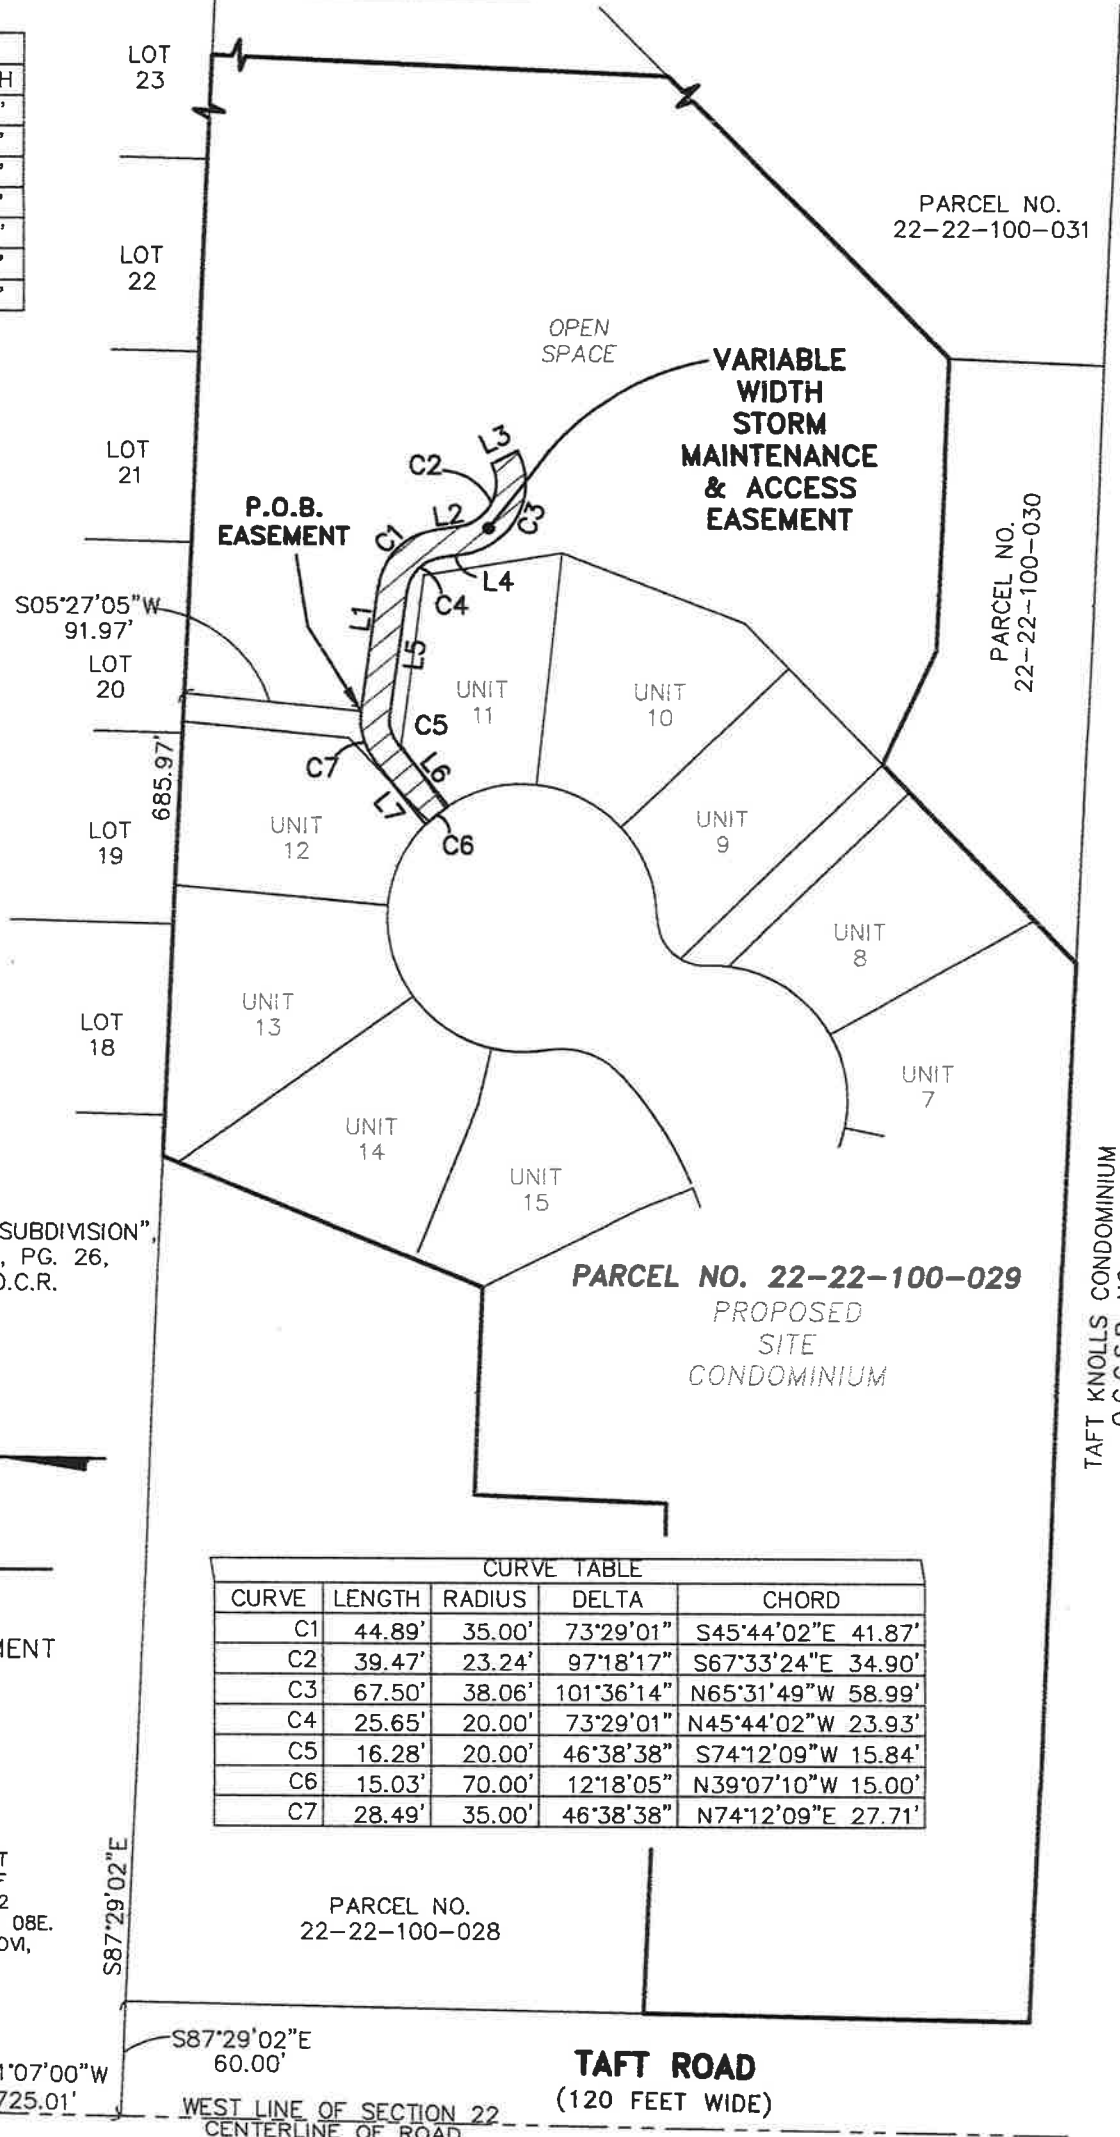 LOT
23
H
PARCEL NO.
22-22-100-031
LOT
22
OPEN
SPACE
VARIABLE
WIDTH
STORM
MAINTENANCE
& ACCESS
EASEMENT
LOT
21
L3
C2
P.O.B.
EASEMENT
L2
C1
C3
L4
C4
PARCEL NO.
22-22-100-030
S05°27'05"W
91.97'
L1
L5
LOT
20
UNIT
11
UNIT
10
C5
C7
L6
L7
C6
685.97'
LOT
19
UNIT
12
UNIT
9
UNIT
8
UNIT
13
LOT
18
UNIT
7
UNIT
14
UNIT
15
SUBDIVISION",
, PG. 26,
O.C.R.
PARCEL NO. 22-22-100-029
PROPOSED
SITE
CONDOMINIUM
TAFT KNOLLS CONDOMINIUM
CURVE TABLE
CURVE LENGTH RADIUS DELTA CHORD
C1 44.89' 35.00' 73°29'01" S45°44'02"E 41.87'
C2 39.47' 23.24' 97°18'17" S67°33'24"E 34.90'
C3 67.50' 38.06' 101°36'14" N65°31'49"W 58.99'
C4 25.65' 20.00' 73°29'01" N45°44'02"W 23.93'
C5 16.28' 20.00' 46°38'38" S74°12'09"W 15.84'
C6 15.03' 70.00' 12°18'05" N39°07'10"W 15.00'
C7 28.49' 35.00' 46°38'38" N74°12'09"E 27.71'
MENT
T
F
2
08E.
OVI,
S87°29'02"E
PARCEL NO.
22-22-100-028
S87°29'02"E
60.00'
1°07'00"W
725.01'
TAFT ROAD
(120 FEET WIDE)
WEST LINE OF SECTION 22
CENTERLINE OF ROAD